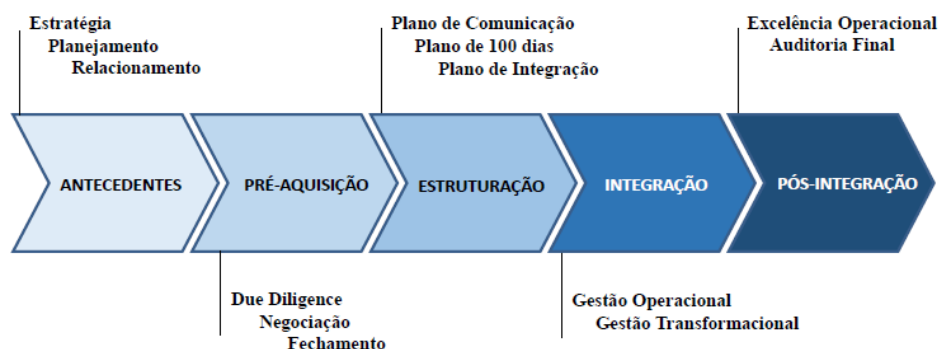 Estratégia
Planejamento
Relacionamento
Plano de Comunicação
Plano de 100 dias
Plano de Integração
Excelência Operacional
Auditoria Final
ANTECEDENTES
PRÉ-AQUISIÇÃO
ESTRUTURAÇÃO
INTEGRAÇÃO
PÓS-INTEGRAÇÃO
Due Diligence
Negociação
Fechamento
Gestão Operacional
Gestão Transformacional